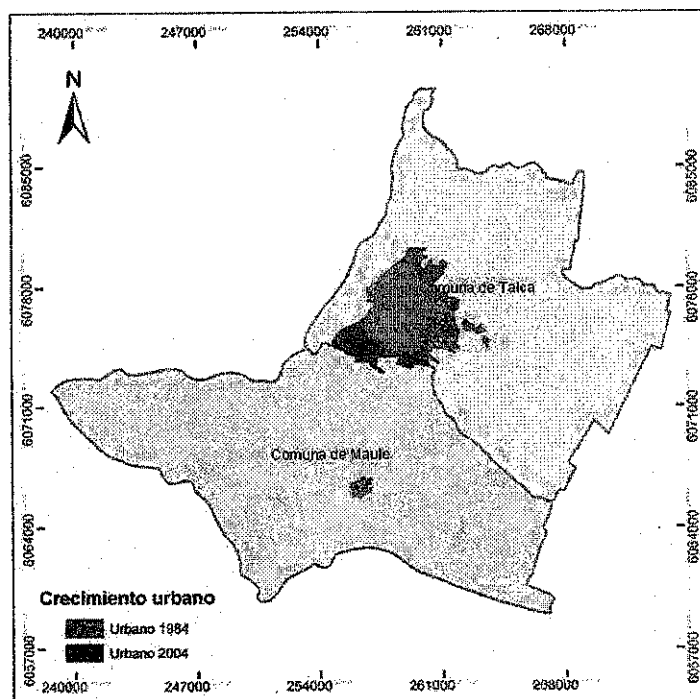 240000 247000 254000 261000 268000
N
6085000 6085000
6078000 6078000
Comuna de Talca
6071000 6071000
Comuna de Maule
6064000 6064000
Crecimiento urbano
Urbano 1984
Urbano 2004
6057000 6057000
240000 247000 254000 261000 268000